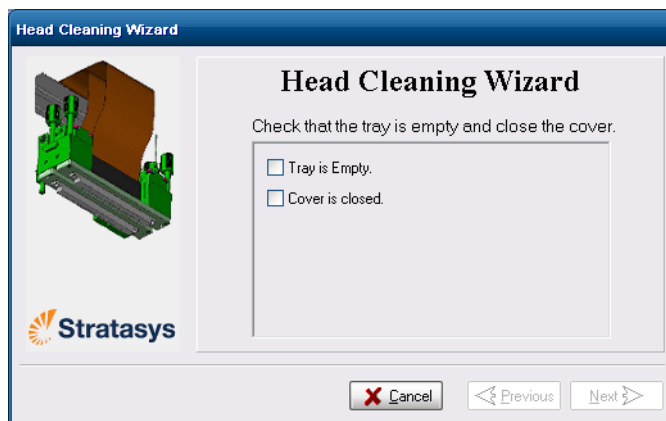 Head Cleaning Wizard
Head Cleaning Wizard
Check that the tray is empty and close the cover.
Tray is Empty.
Cover is closed.
Stratasys
Cancel
Previous
Next